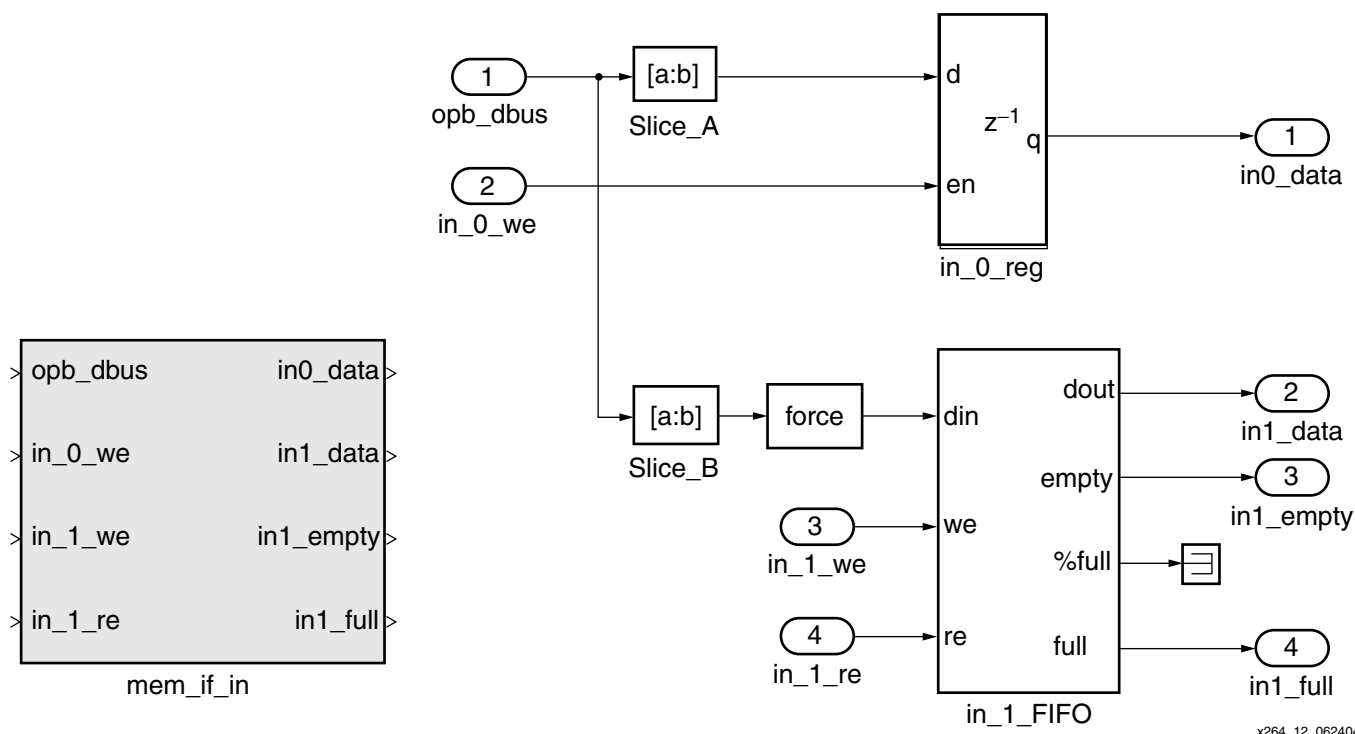 1
opb_dbus
[a:b]
Slice_A
d
z⁻¹
q
en
in_0_reg
1
in0_data
2
in_0_we
opb_dbus
in_0_we
in_1_we
in_1_re
in0_data
in1_data
in1_empty
in1_full
mem_if_in
[a:b]
Slice_B
force
din
we
re
dout
empty
%full
full
in_1_FIFO
3
in_1_we
4
in_1_re
2
in1_data
3
in1_empty
4
in1_full